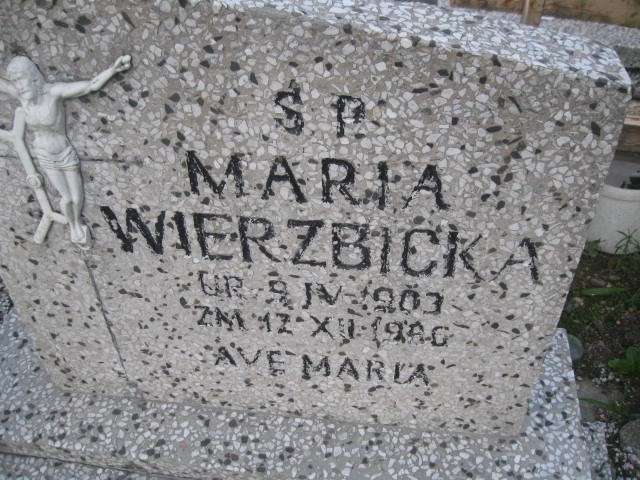 Ś P
MARIA
WIERZBICKA
UR 9 IV 1903
ZM 12 XII 1986
AVE MARIA